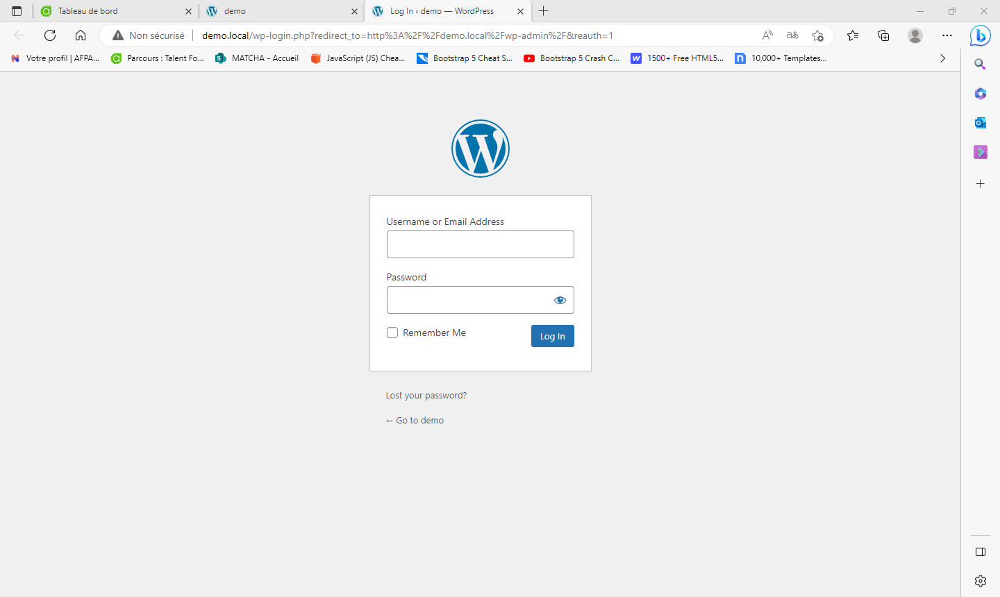 Tableau de bord
demo
Log In ‹ demo — WordPress
Non sécurisé
demo.local/wp-login.php?redirect_to=http%3A%2F%2Fdemo.local%2Fwp-admin%2F&reauth=1
Votre profil | AFPA...
Parcours : Talent Fo...
MATCHA - Accueil
JavaScript (JS) Chea...
Bootstrap 5 Cheat S...
Bootstrap 5 Crash C...
1500+ Free HTML5...
10,000+ Templates...
Username or Email Address
Password
Remember Me
Log In
Lost your password?
← Go to demo